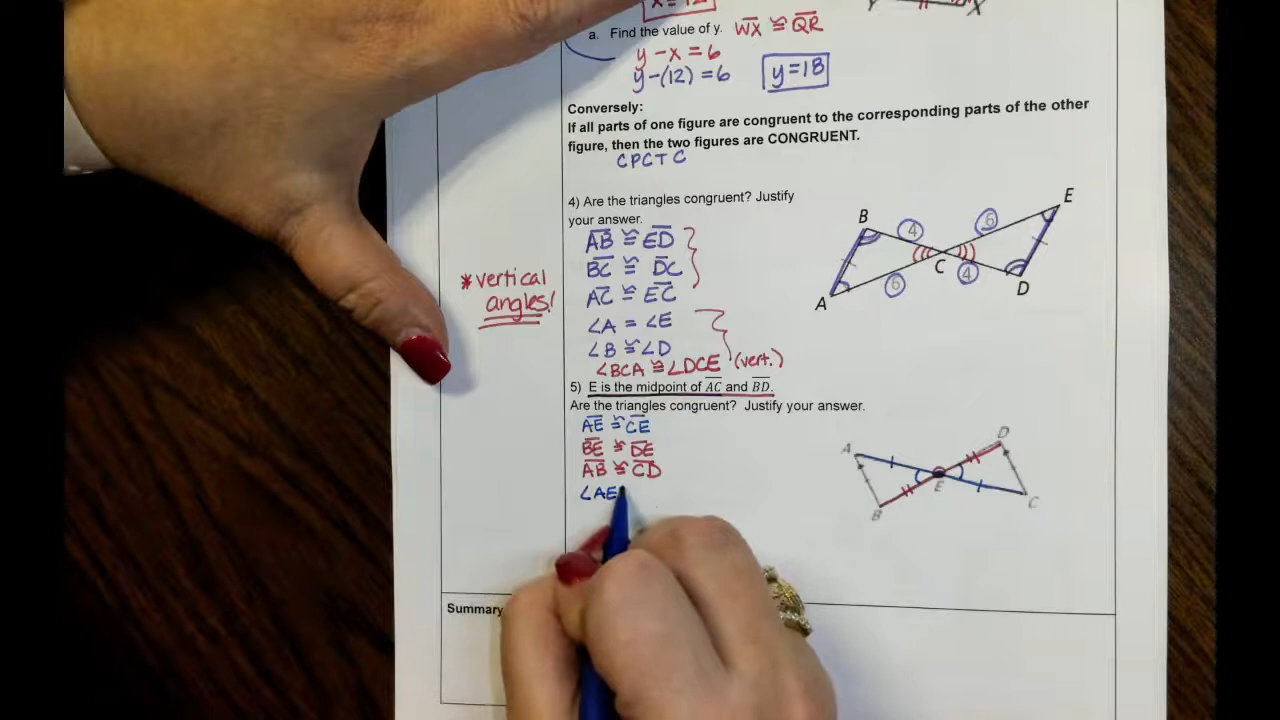 a. Find the value of y. WX ≅ QR
y - x = 6
y - (12) = 6 y = 18
Conversely:
If all parts of one figure are congruent to the corresponding parts of the other
figure, then the two figures are CONGRUENT.
CPCTC
4) Are the triangles congruent? Justify
your answer.
AB ≅ ED
BC ≅ DC
AC ≅ EC
∠A = ∠E
∠B ≅ ∠D
∠BCA ≅ ∠DCE (vert.)
*vertical
angles!
B 4 6 E
A 6 C 4 D
5) E is the midpoint of AC and BD.
Are the triangles congruent? Justify your answer.
AE ≅ CE
BE ≅ DE
AB ≅ CD
∠AE
A D
E
B C
Summary